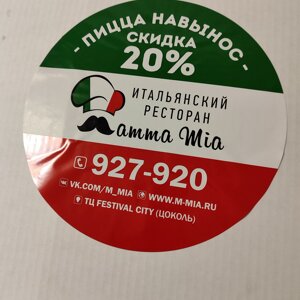 - ПИЦЦА НАВЫНОС -
СКИДКА
20%
ИТАЛЬЯНСКИЙ
РЕСТОРАН
Mamma Mia
927-920
VK.COM/M_MIA WWW.M-MIA.RU
ТЦ FESTIVAL CITY (ЦОКОЛЬ)